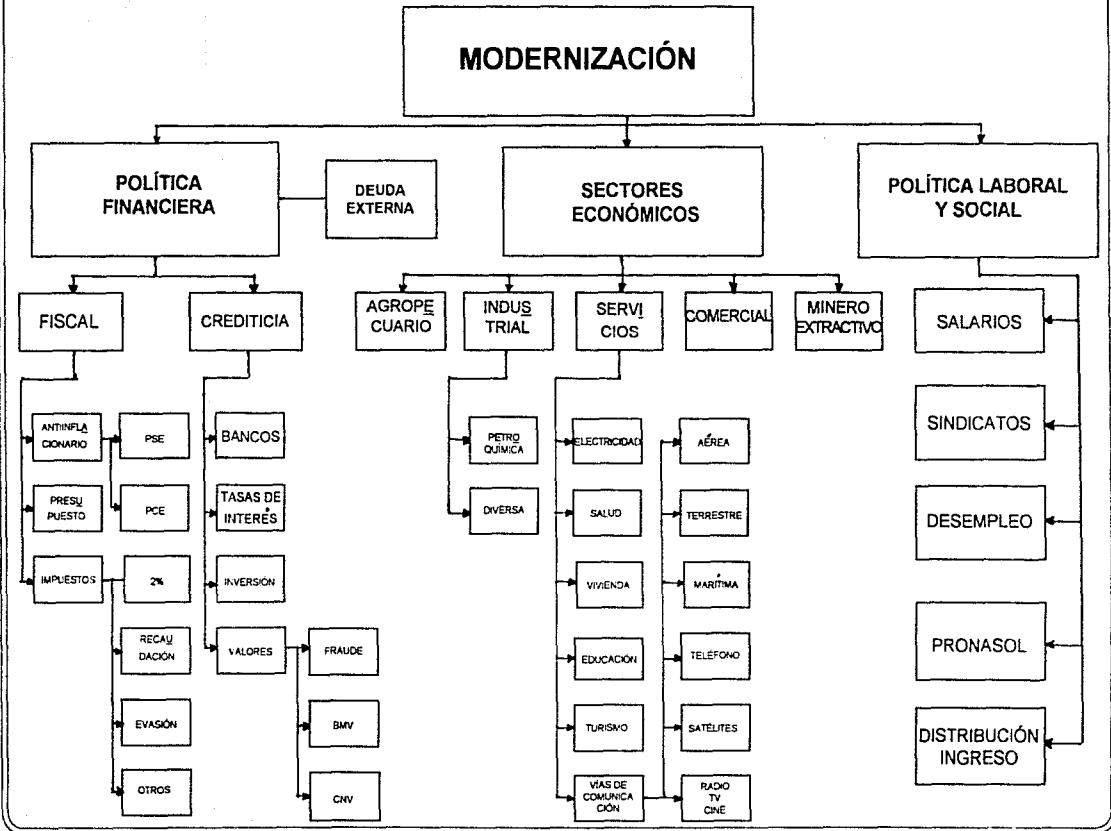 MODERNIZACIÓN
POLÍTICA
FINANCIERA
DEUDA
EXTERNA
SECTORES
ECONÓMICOS
POLÍTICA LABORAL
Y SOCIAL
FISCAL
CREDITICIA
AGROPE
CUARIO
INDUS
TRIAL
SERVI
CIOS
COMERCIAL
MINERO
EXTRACTIVO
SALARIOS
SINDICATOS
DESEMPLEO
PRONASOL
DISTRIBUCIÓN
INGRESO
ANTIINFLA
CIONARIO
PSE
PCE
PRESU
PUESTO
IMPUESTOS
2%
RECAU
DACIÓN
EVASIÓN
OTROS
BANCOS
TASAS DE
INTERÉS
INVERSIÓN
VALORES
FRAUDE
BMV
CNV
PETRO
QUÍMICA
DIVERSA
ELECTRICIDAD
SALUD
VIVIENDA
EDUCACIÓN
TURISMO
VÍAS DE
COMUNICA
CIÓN
AÉREA
TERRESTRE
MARÍTIMA
TELÉFONO
SATÉLITES
RADIO
TV
CINE